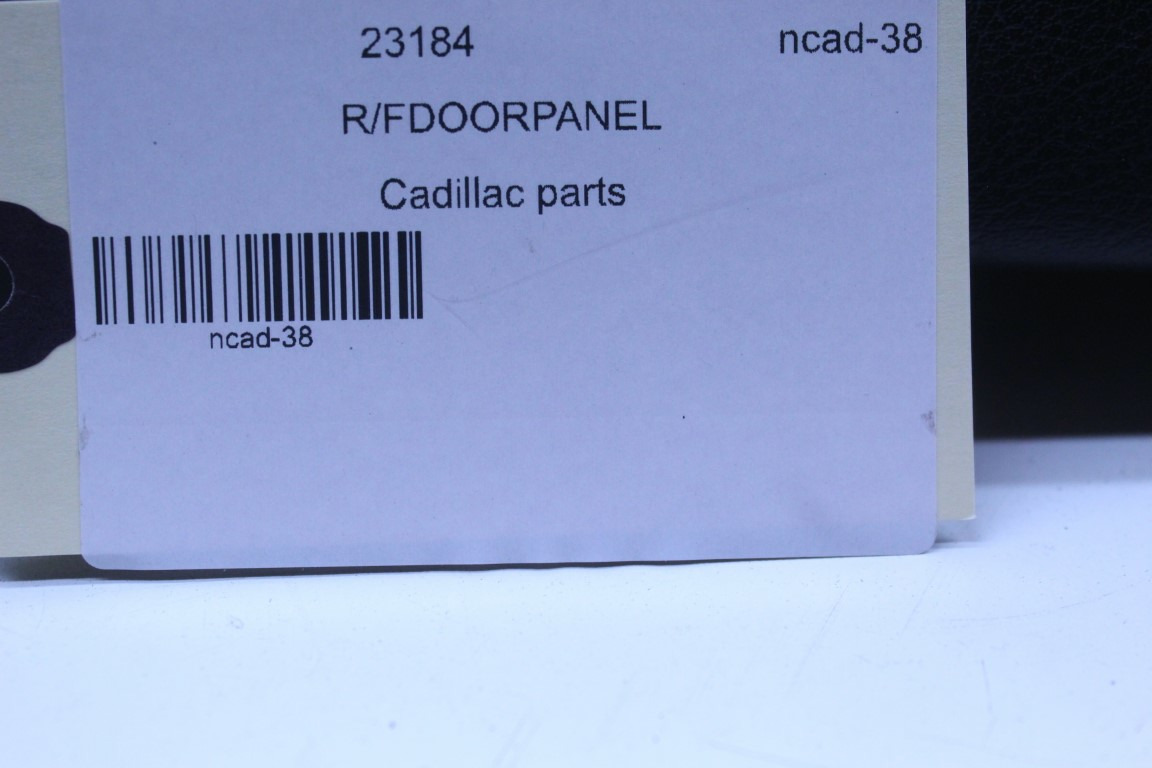 23184 ncad-38
R/FDOORPANEL
Cadillac parts
ncad-38